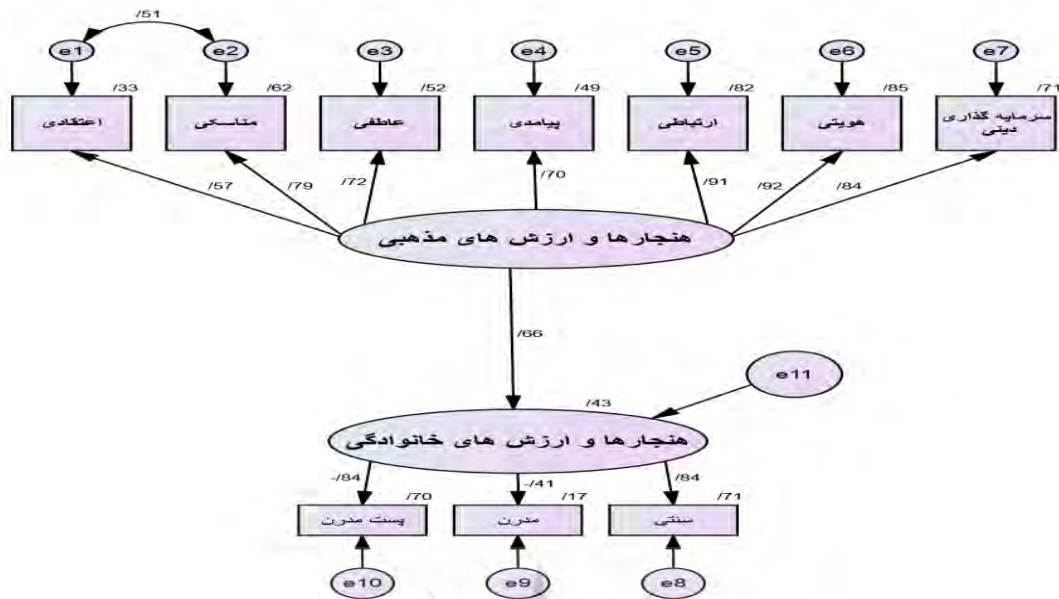 /51
e1 e2 e3 e4 e5 e6 e7
/33 /62 /52 /49 /82 /85 /71
اعتقادی
مناسکی
عاطفی
پیامدی
ارتباطی
هویتی
سرمایه گذاری
دینی
/57 /79 /72 /70 /91 /92 /84
هنجارها و ارزش های مذهبی
/66
e11
/43
هنجارها و ارزش های خانوادگی
-/84 -/41 /84
/70 /17 /71
پست مدرن
مدرن
سنتی
e10 e9 e8